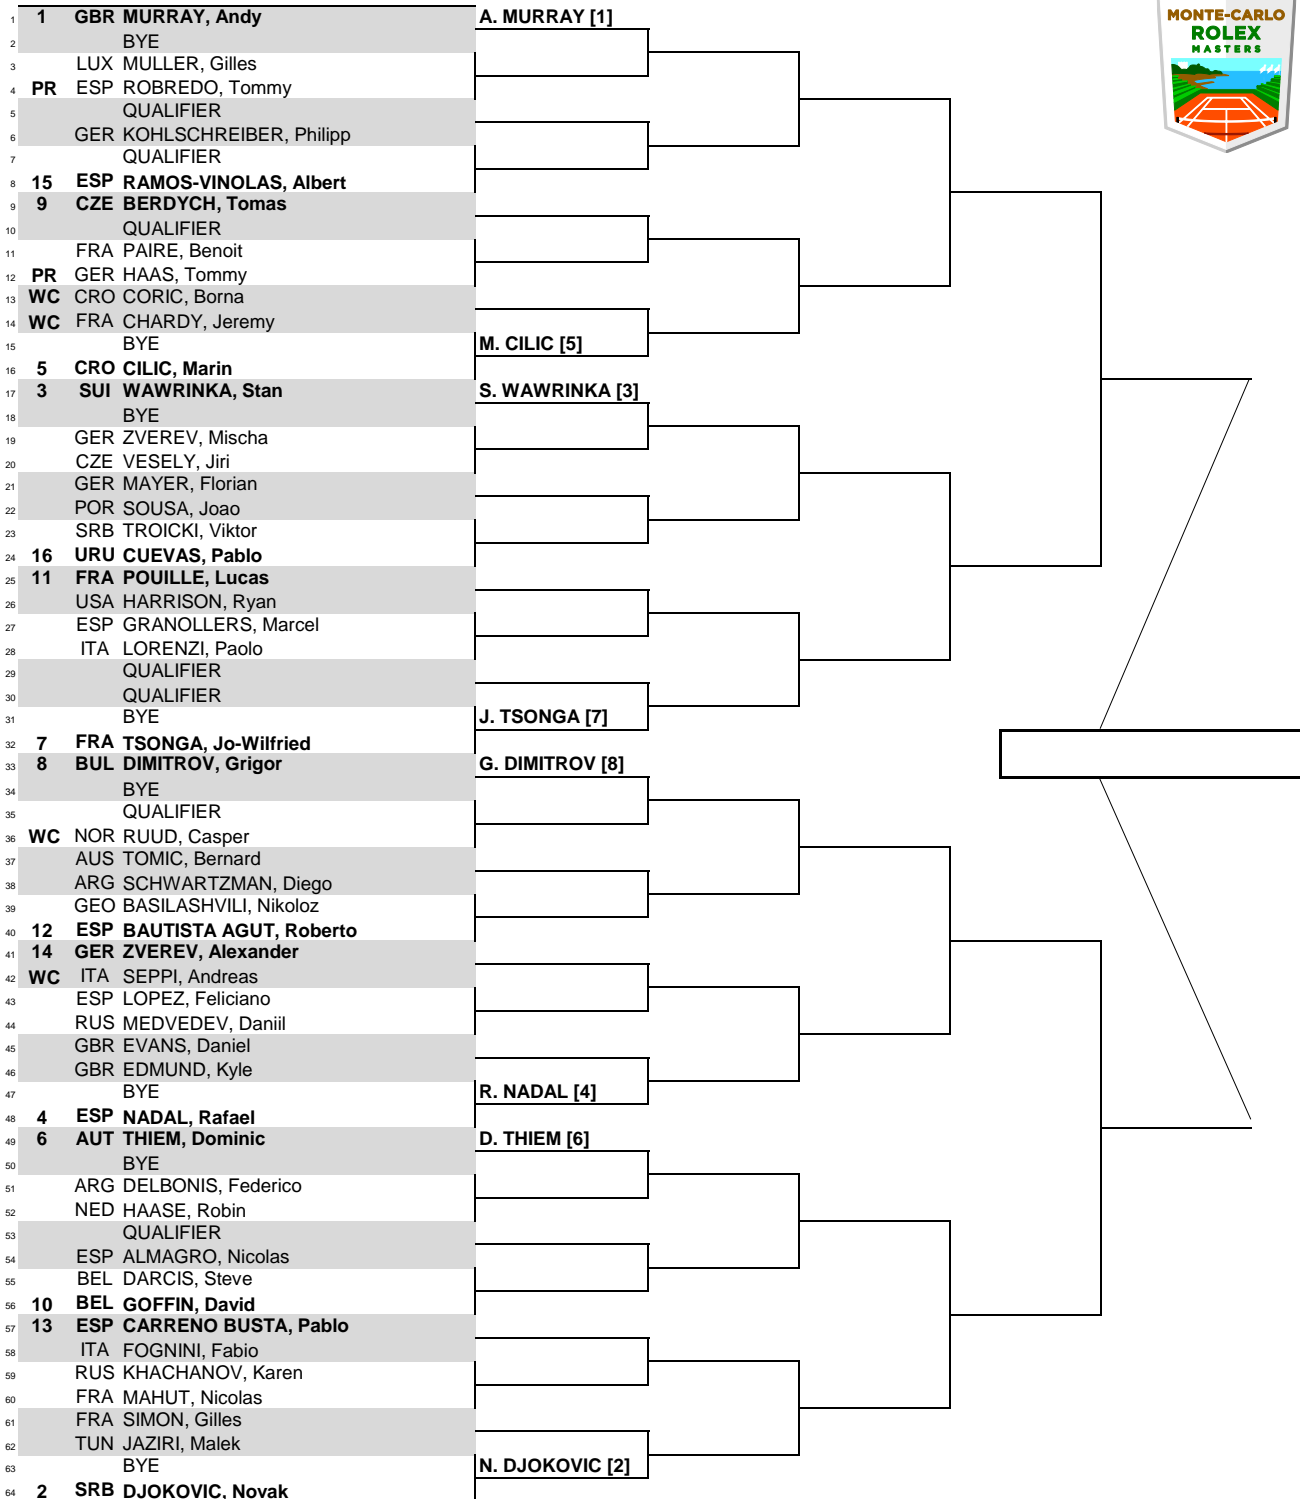 1 1 GBR MURRAY, Andy A. MURRAY [1] MONTE-CARLO
2 BYE ROLEX
3 LUX MULLER, Gilles MASTERS
4 PR ESP ROBREDO, Tommy
5 QUALIFIER
6 GER KOHLSCHREIBER, Philipp
7 QUALIFIER
8 15 ESP RAMOS-VINOLAS, Albert
9 9 CZE BERDYCH, Tomas
10 QUALIFIER
11 FRA PAIRE, Benoit
12 PR GER HAAS, Tommy
13 WC CRO CORIC, Borna
14 WC FRA CHARDY, Jeremy
15 BYE M. CILIC [5]
16 5 CRO CILIC, Marin
17 3 SUI WAWRINKA, Stan S. WAWRINKA [3]
18 BYE
19 GER ZVEREV, Mischa
20 CZE VESELY, Jiri
21 GER MAYER, Florian
22 POR SOUSA, Joao
23 SRB TROICKI, Viktor
24 16 URU CUEVAS, Pablo
25 11 FRA POUILLE, Lucas
26 USA HARRISON, Ryan
27 ESP GRANOLLERS, Marcel
28 ITA LORENZI, Paolo
29 QUALIFIER
30 QUALIFIER
31 BYE J. TSONGA [7]
32 7 FRA TSONGA, Jo-Wilfried
33 8 BUL DIMITROV, Grigor G. DIMITROV [8]
34 BYE
35 QUALIFIER
36 WC NOR RUUD, Casper
37 AUS TOMIC, Bernard
38 ARG SCHWARTZMAN, Diego
39 GEO BASILASHVILI, Nikoloz
40 12 ESP BAUTISTA AGUT, Roberto
41 14 GER ZVEREV, Alexander
42 WC ITA SEPPI, Andreas
43 ESP LOPEZ, Feliciano
44 RUS MEDVEDEV, Daniil
45 GBR EVANS, Daniel
46 GBR EDMUND, Kyle
47 BYE R. NADAL [4]
48 4 ESP NADAL, Rafael
49 6 AUT THIEM, Dominic D. THIEM [6]
50 BYE
51 ARG DELBONIS, Federico
52 NED HAASE, Robin
53 QUALIFIER
54 ESP ALMAGRO, Nicolas
55 BEL DARCIS, Steve
56 10 BEL GOFFIN, David
57 13 ESP CARRENO BUSTA, Pablo
58 ITA FOGNINI, Fabio
59 RUS KHACHANOV, Karen
60 FRA MAHUT, Nicolas
61 FRA SIMON, Gilles
62 TUN JAZIRI, Malek
63 BYE N. DJOKOVIC [2]
64 2 SRB DJOKOVIC, Novak